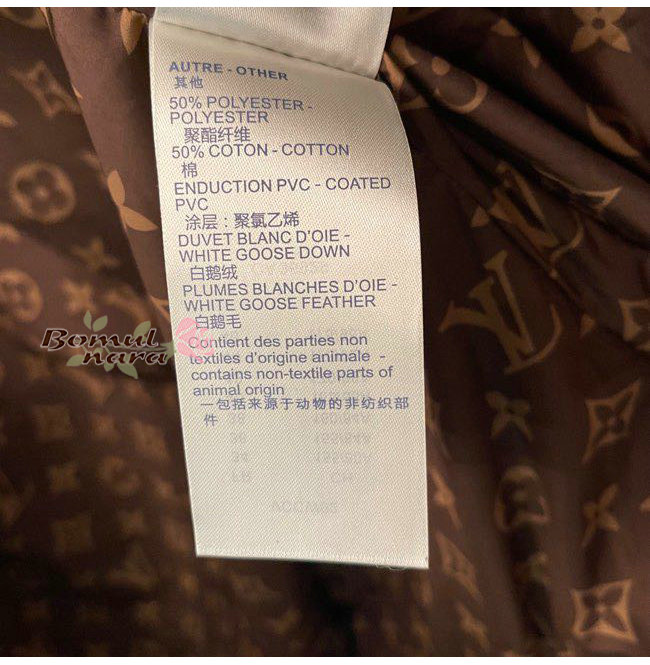 AUTRE - OTHER
其他
50% POLYESTER -
POLYESTER
聚酯纤维
50% COTON - COTTON
棉
ENDUCTION PVC - COATED
PVC
涂层：聚氯乙烯
DUVET BLANC D'OIE -
WHITE GOOSE DOWN
白鹅绒
PLUMES BLANCHES D'OIE -
WHITE GOOSE FEATHER
白鹅毛
Contient des parties non
textiles d'origine animale -
contains non-textile parts of
animal origin
一包括来源于动物的非纺织部
件
Bomul
nara